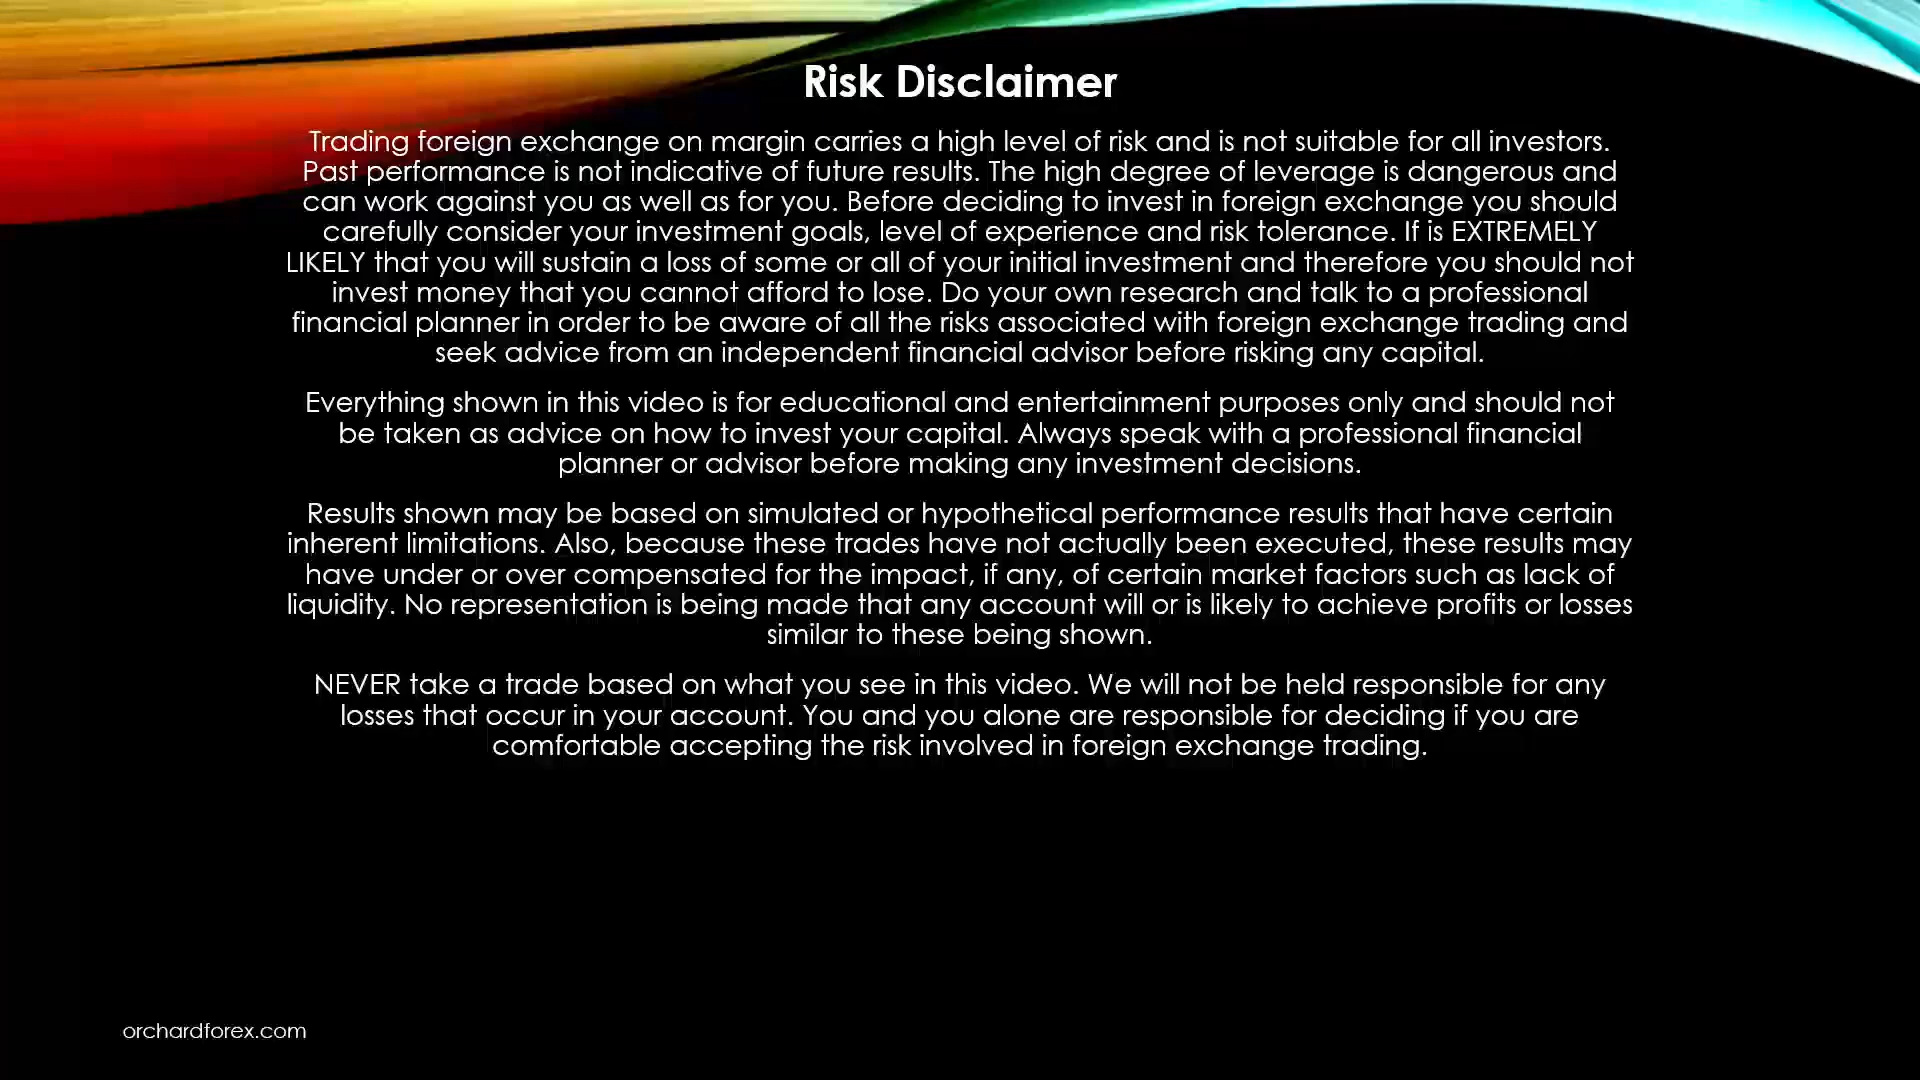 Risk Disclaimer
Trading foreign exchange on margin carries a high level of risk and is not suitable for all investors.
Past performance is not indicative of future results. The high degree of leverage is dangerous and
can work against you as well as for you. Before deciding to invest in foreign exchange you should
carefully consider your investment goals, level of experience and risk tolerance. If is EXTREMELY
LIKELY that you will sustain a loss of some or all of your initial investment and therefore you should not
invest money that you cannot afford to lose. Do your own research and talk to a professional
financial planner in order to be aware of all the risks associated with foreign exchange trading and
seek advice from an independent financial advisor before risking any capital.
Everything shown in this video is for educational and entertainment purposes only and should not
be taken as advice on how to invest your capital. Always speak with a professional financial
planner or advisor before making any investment decisions.
Results shown may be based on simulated or hypothetical performance results that have certain
inherent limitations. Also, because these trades have not actually been executed, these results may
have under or over compensated for the impact, if any, of certain market factors such as lack of
liquidity. No representation is being made that any account will or is likely to achieve profits or losses
similar to these being shown.
NEVER take a trade based on what you see in this video. We will not be held responsible for any
losses that occur in your account. You and you alone are responsible for deciding if you are
comfortable accepting the risk involved in foreign exchange trading.
orchardforex.com